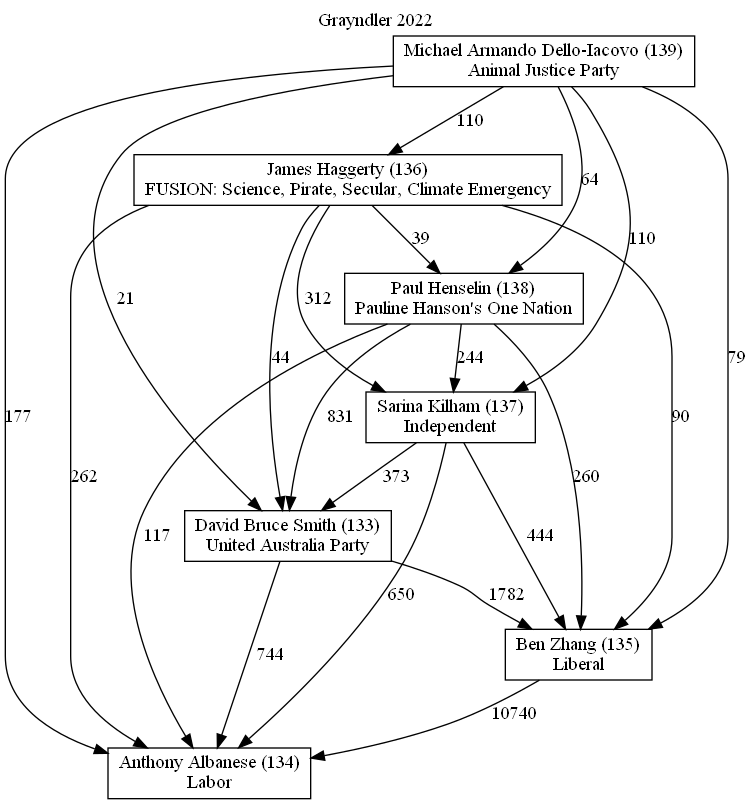 Grayndler 2022
Michael Armando Dello-Iacovo (139)
Animal Justice Party
110
James Haggerty (136)
FUSION: Science, Pirate, Secular, Climate Emergency
64
39
110
Paul Henselin (138)
Pauline Hanson's One Nation
21
312
44
244
79
Sarina Kilham (137)
Independent
177
831
90
262
373
260
David Bruce Smith (133)
United Australia Party
117
444
650
1782
Ben Zhang (135)
Liberal
744
10740
Anthony Albanese (134)
Labor